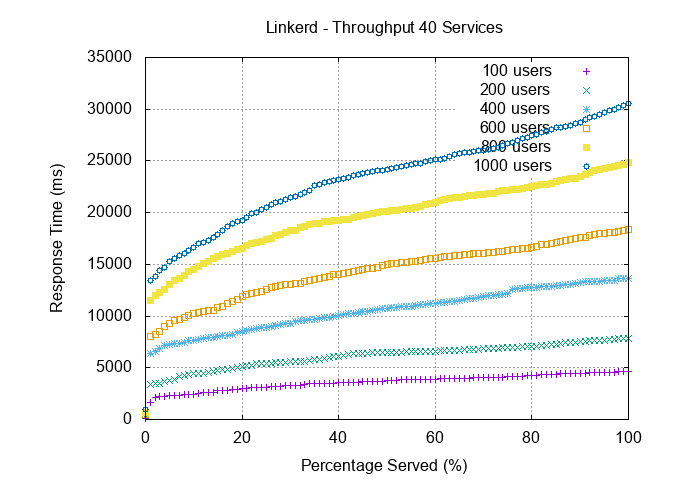 Linkerd - Throughput 40 Services
35000
30000
25000
20000
15000
10000
5000
0
Response Time (ms)
100 users
200 users
400 users
600 users
800 users
1000 users
0 20 40 60 80 100
Percentage Served (%)